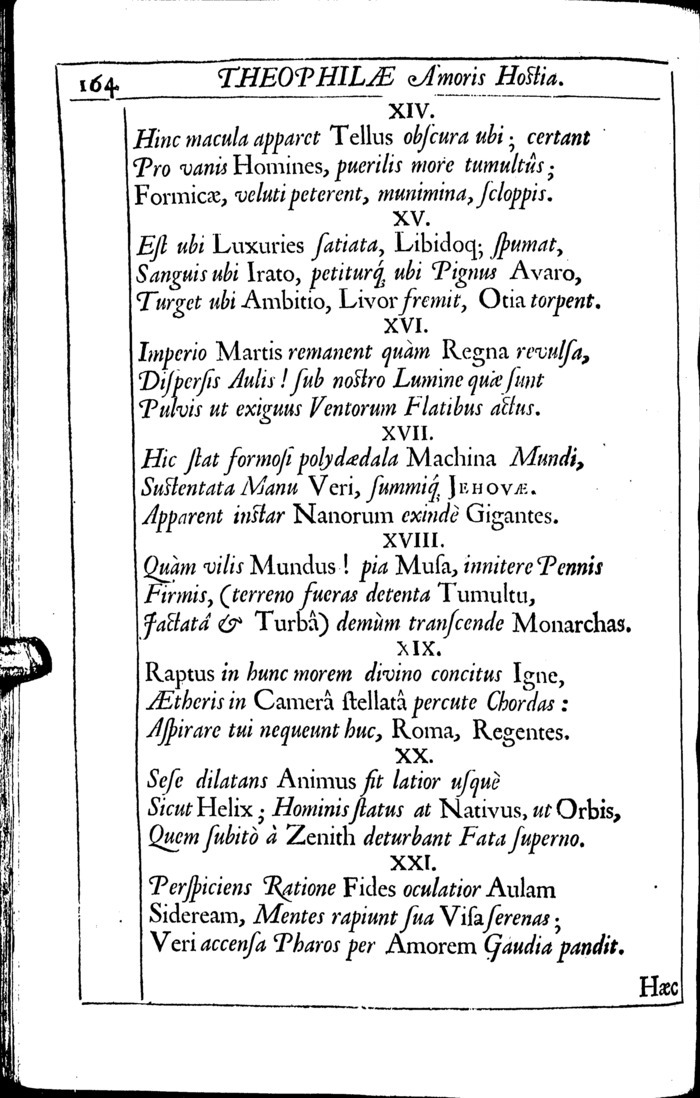 164 THEOPHILÆ Amoris Hostia.
XIV.
Hinc macula apparet Tellus obſcura ubi; certant
Pro vanis Homines, puerilis more tumultûs;
Formicæ, veluti peterent, munimina, ſcloppis.
XV.
Eſt ubi Luxuries ſatiata, Libidoq; ſpumat,
Sanguis ubi Irato, petiturq́; ubi Pignus Avaro,
Turget ubi Ambitio, Livor fremit, Otia torpent.
XVI.
Imperio Martis remanent quàm Regna revulſa,
Diſperſis Aulis! ſub noſtro Lumine quæ ſunt
Pulvis ut exiguus Ventorum Flatibus actus.
XVII.
Hic ſtat formoſi polydædala Machina Mundi,
Suſtentata Manu Veri, ſummiq́; JEHOVÆ.
Apparent inſtar Nanorum exindè Gigantes.
XVIII.
Quàm vilis Mundus! pia Muſa, innitere Pennis
Firmis, (terreno fueras detenta Tumultu,
Jactatâ & Turbâ) demùm tranſcende Monarchas.
XIX.
Raptus in hunc morem divino concitus Igne,
Ætheris in Camerâ ſtellatâ percute Chordas:
Aſpirare tui nequeunt huc, Roma, Regentes.
XX.
Seſe dilatans Animus fit latior uſquè
Sicut Helix; Hominis ſtatus at Nativus, ut Orbis,
Quem ſubitò à Zenith deturbant Fata ſuperno.
XXI.
Perſpiciens Ratione Fides oculatior Aulam
Sideream, Mentes rapiunt ſua Viſa ſerenas;
Veri accenſa Pharos per Amorem Gaudia pandit.
Hæc